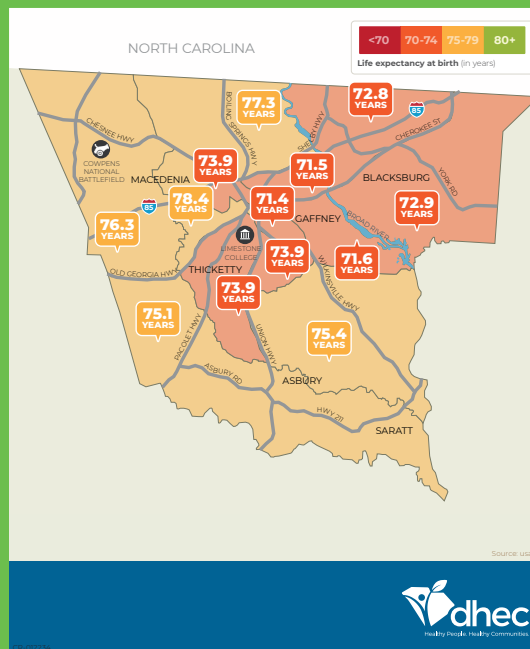 NORTH CAROLINA
<70 70-74 75-79 80+
Life expectancy at birth (in years)
77.3
YEARS
72.8
YEARS
85
BOILING
SPRINGS HWY
SHELBY HWY
CHEROKEE ST
CHESNEE HWY
COWPENS
NATIONAL
BATTLEFIELD
MACEDENIA
73.9
YEARS
71.5
YEARS
BLACKSBURG
YORK RD
78.4
YEARS
85
71.4
YEARS
GAFFNEY
BROAD RIVER
72.9
YEARS
76.3
YEARS
LIMESTONE
COLLEGE
73.9
YEARS
71.6
YEARS
OLD GEORGIA HWY
THICKETTY
WILKINSVILLE HWY
73.9
YEARS
75.1
YEARS
PACOLET HWY
UNION HWY
75.4
YEARS
ASBURY RD
ASBURY
HWY 211
SARATT
Source:
dhec
Healthy People. Healthy Communities.